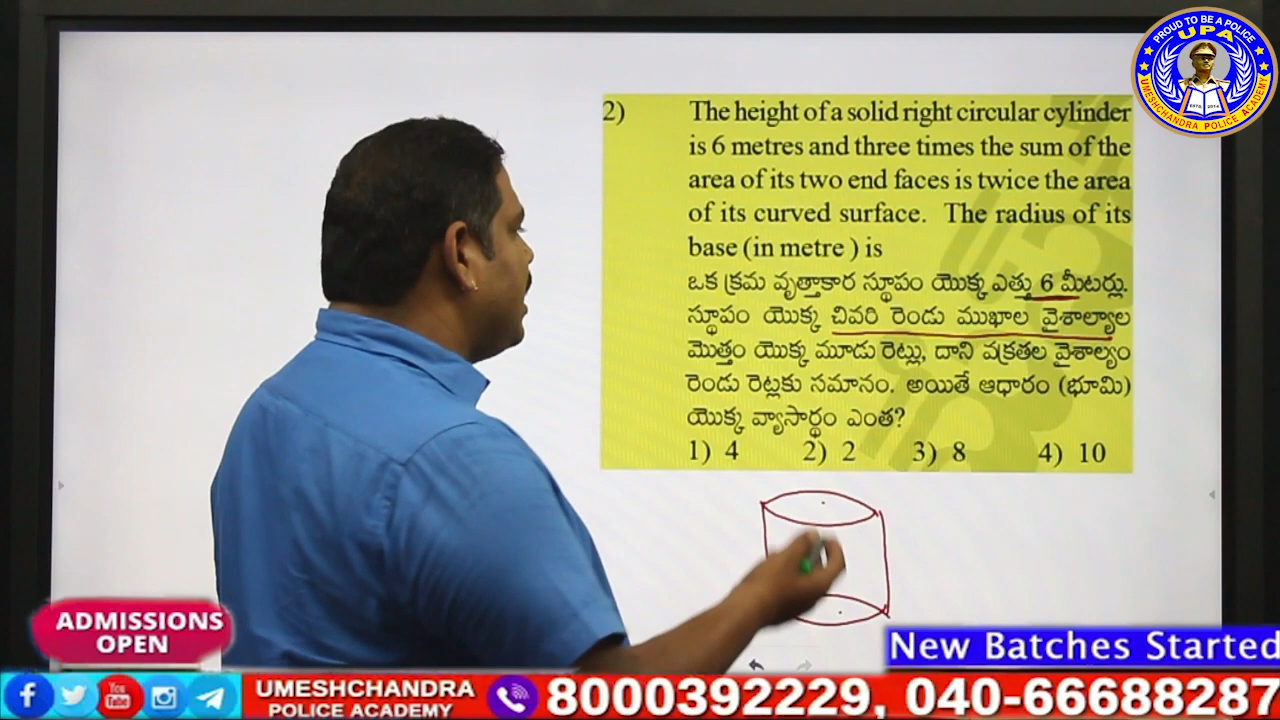 PROUD TO BE A POLICE
UPA
ESTD. 2014
UMESHCHANDRA POLICE ACADEMY
2) The height of a solid right circular cylinder
is 6 metres and three times the sum of the
area of its two end faces is twice the area
of its curved surface. The radius of its
base (in metre ) is
ఒక క్రమ వృత్తాకార స్థూపం యొక్క ఎత్తు 6 మీటర్లు.
స్థూపం యొక్క చివరి రెండు ముఖాల వైశాల్యాల
మొత్తం యొక్క మూడు రెట్లు, దాని వక్రతల వైశాల్యం
రెండు రెట్లకు సమానం. అయితే ఆధారం (భూమి)
యొక్క వ్యాసార్థం ఎంత?
1) 4 2) 2 3) 8 4) 10
ADMISSIONS
OPEN
New Batches Started
You
Tube
UMESHCHANDRA
POLICE ACADEMY
8000392229, 040-66688287